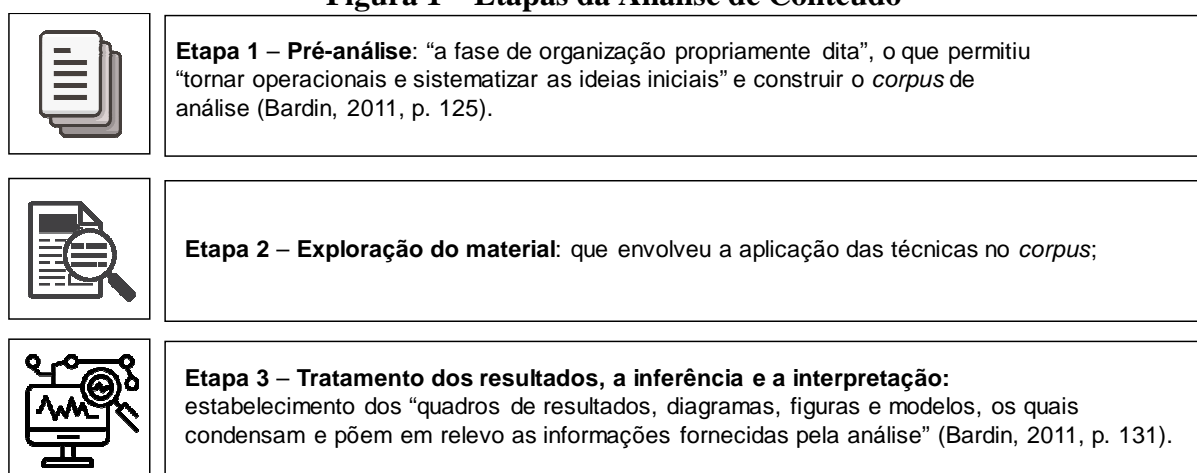 Figura 1 – Etapas da Análise de Conteúdo
Etapa 1 – Pré-análise: “a fase de organização propriamente dita”, o que permitiu
“tornar operacionais e sistematizar as ideias iniciais” e construir o corpus de
análise (Bardin, 2011, p. 125).
Etapa 2 – Exploração do material: que envolveu a aplicação das técnicas no corpus;
Etapa 3 – Tratamento dos resultados, a inferência e a interpretação:
estabelecimento dos “quadros de resultados, diagramas, figuras e modelos, os quais
condensam e põem em relevo as informações fornecidas pela análise” (Bardin, 2011, p. 131).